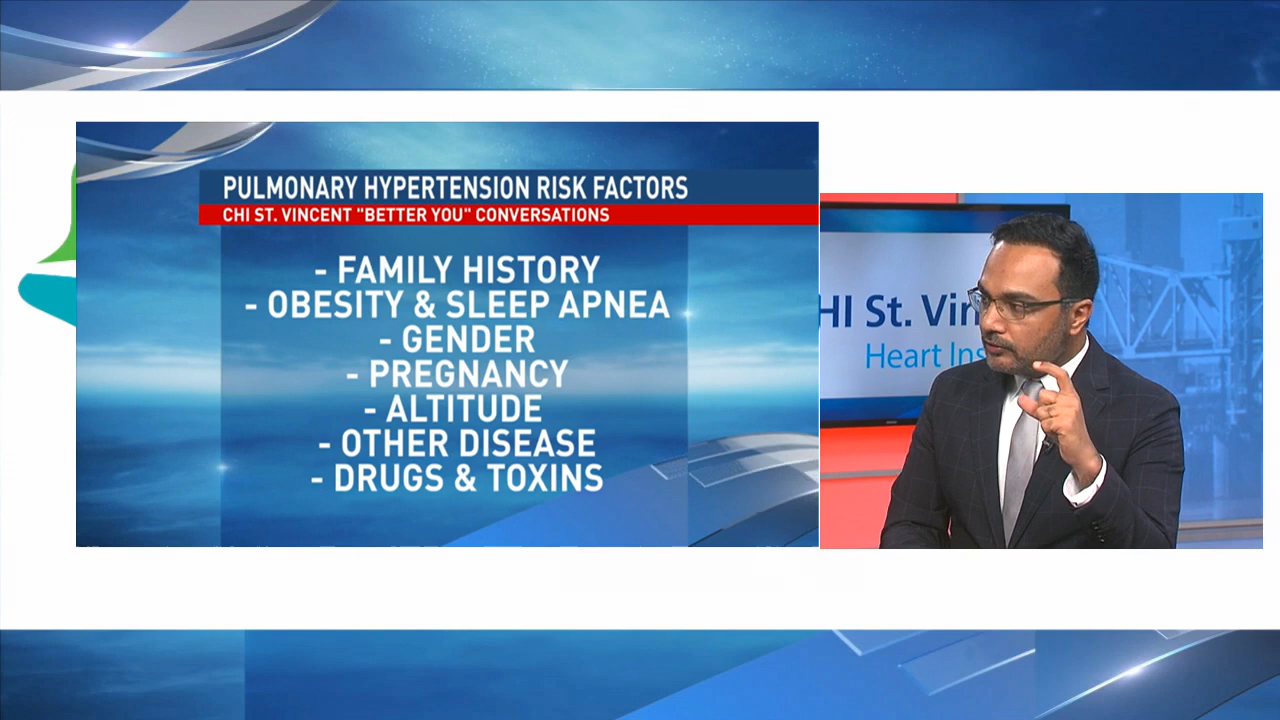 PULMONARY HYPERTENSION RISK FACTORS
CHI ST. VINCENT "BETTER YOU" CONVERSATIONS
- FAMILY HISTORY
- OBESITY & SLEEP APNEA
- GENDER
- PREGNANCY
- ALTITUDE
- OTHER DISEASE
- DRUGS & TOXINS
HI St. Vin
Heart Ins